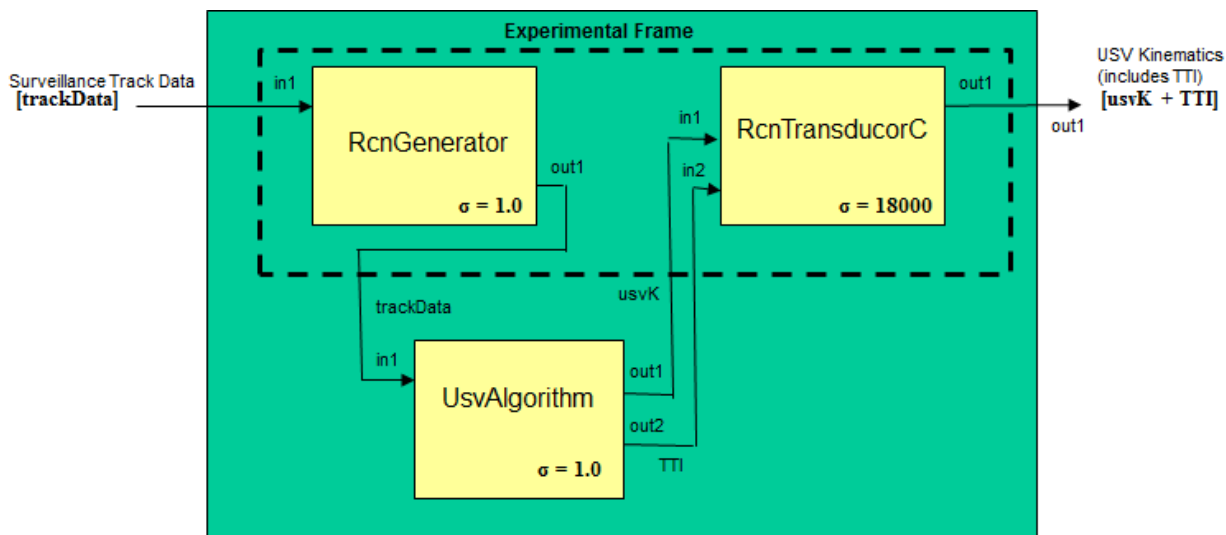 Experimental Frame
Surveillance Track Data
[trackData]
in1
RcnGenerator
out1
σ = 1.0
in1
in2
RcnTransducorC
σ = 18000
out1
USV Kinematics
(includes TTI)
[usvK + TTI]
out1
trackData
usvK
in1
UsvAlgorithm
out1
out2
σ = 1.0
TTI